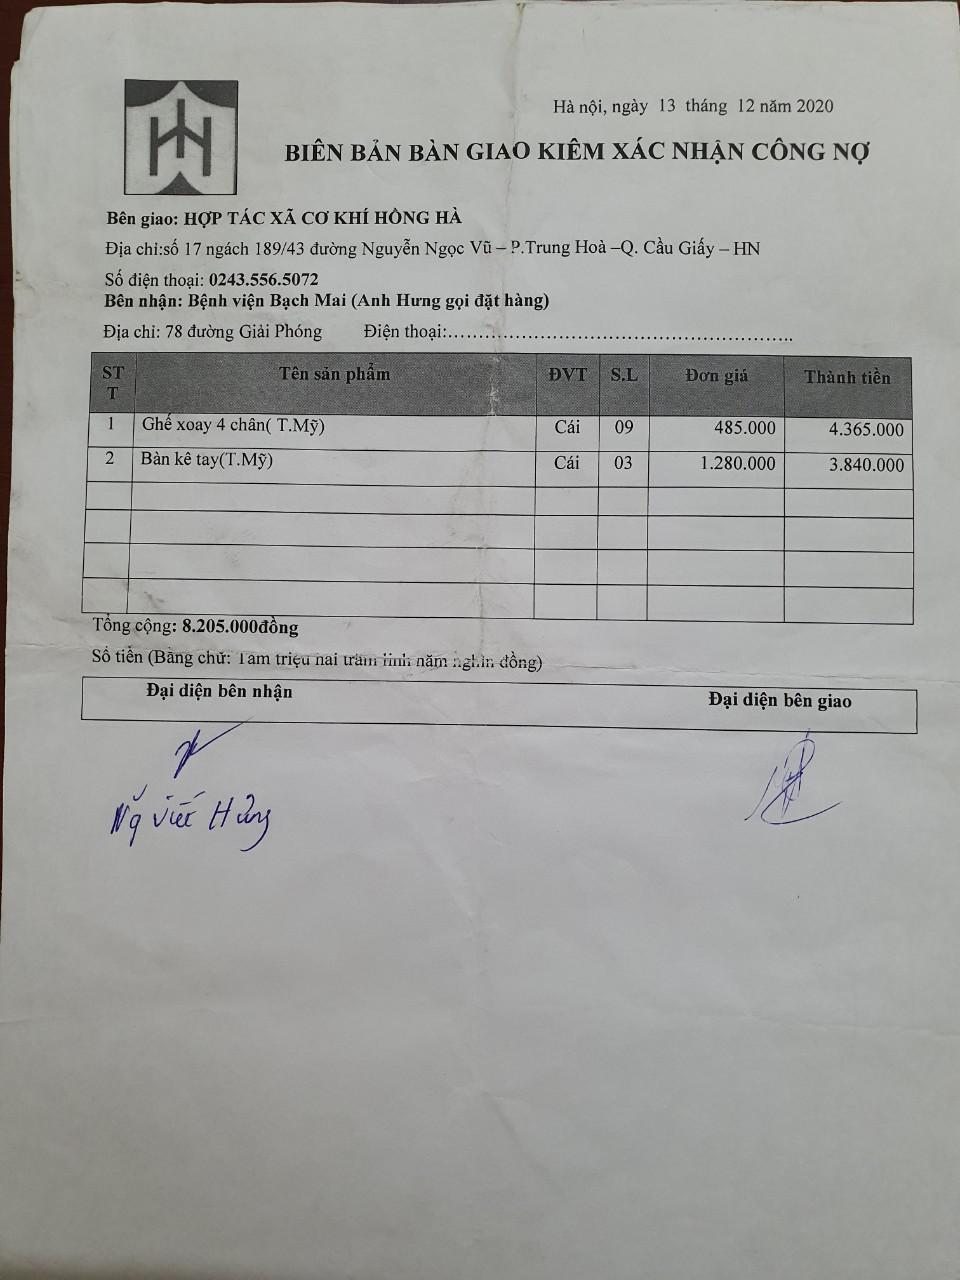 Hà nội, ngày 13 tháng 12 năm 2020
BIÊN BẢN BÀN GIAO KIÊM XÁC NHẬN CÔNG NỢ
Bên giao: HỢP TÁC XÃ CƠ KHÍ HỒNG HÀ
Địa chỉ:số 17 ngách 189/43 đường Nguyễn Ngọc Vũ – P.Trung Hoà –Q. Cầu Giấy – HN
Số điện thoại: 0243.556.5072
Bên nhận: Bệnh viện Bạch Mai (Anh Hưng gọi đặt hàng)
Địa chỉ: 78 đường Giải Phóng Điện thoại:……………………………………………..
STT Tên sản phẩm ĐVT S.L Đơn giá Thành tiền
1 Ghế xoay 4 chân( T.Mỹ) Cái 09 485.000 4.365.000
2 Bàn kê tay(T.Mỹ) Cái 03 1.280.000 3.840.000
Tổng cộng: 8.205.000đồng
Số tiền (Bằng chữ: Tám triệu hai trăm linh năm nghìn đồng)
Đại diện bên nhận Đại diện bên giao
Ng Viết Hưng